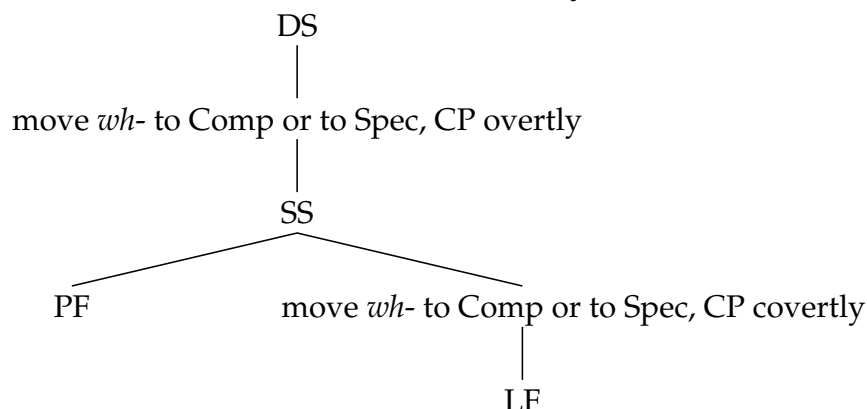 DS
move wh- to Comp or to Spec, CP overtly
SS
PF move wh- to Comp or to Spec, CP covertly
LF